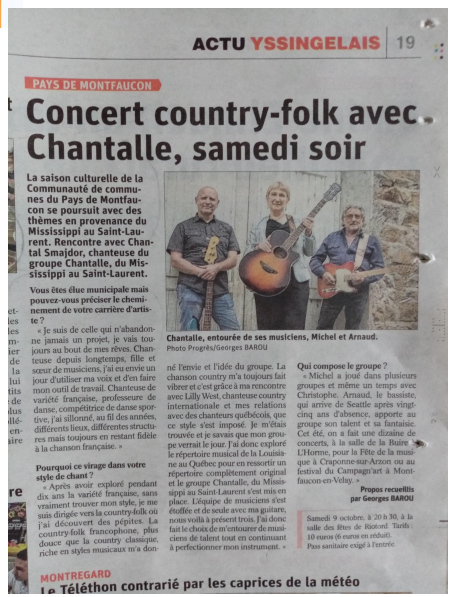 ACTU YSSINGELAIS 19
PAYS DE MONTFAUCON
Concert country-folk avec
Chantalle, samedi soir
La saison culturelle de la
Communauté de commu-
nes du Pays de Montfau-
con se poursuit avec des
thèmes en provenance du
Mississippi au Saint-Lau-
rent. Rencontre avec Chan-
tal Smajdor, chanteuse du
groupe Chantalle, du Mis-
sissippi au Saint-Laurent.
Vous êtes élue municipale mais
pouvez-vous préciser le chemi-
nement de votre carrière d'artis-
te ?
« Je suis de celle qui n'abandon-
ne jamais un projet, je vais tou-
jours au bout de mes rêves. Chan-
teuse depuis longtemps, fille et
sœur de musiciens, j'ai eu envie un
jour d'utiliser ma voix et d'en faire
mon outil de travail. Chanteuse de
variété française, professeure de
danse, compétitrice de danse spor-
tive, j'ai sillonné, au fil des années,
différents lieux, différentes structu-
res mais toujours en restant fidèle
à la chanson française. »
Pourquoi ce virage dans votre
style de chant ?
« Après avoir exploré pendant
dix ans la variété française, sans
vraiment trouver mon style, je me
suis dirigée vers la country-folk où
j'ai découvert des pépites. La
country-folk francophone, plus
douce que la country classique,
riche en styles musicaux m'a don-
Chantalle, entourée de ses musiciens, Michel et Arnaud.
Photo Progrès/Georges BAROU
né l'envie et l'idée du groupe. La
chanson country m'a toujours fait
vibrer et c'est grâce à ma rencontre
avec Lilly West, chanteuse country
internationale et mes relations
avec des chanteurs québécois, que
ce style s'est imposé. Je m'étais
trouvée et je savais que mon grou-
pe verrait le jour. J'ai donc exploré
le répertoire musical de la Louisia-
ne au Québec pour en ressortir un
répertoire complètement original
et le groupe Chantalle, du Missis-
sippi au Saint-Laurent s'est mis en
place. L'équipe de musiciens s'est
étoffée et de seule avec ma guitare,
nous voilà à présent trois. J'ai donc
fait le choix de m'entourer de musi-
ciens de talent tout en continuant
à perfectionner mon instrument. »
Qui compose le groupe ?
« Michel a joué dans plusieurs
groupes et même un temps avec
Christophe. Arnaud, le bassiste,
qui arrive de Seattle après vingt-
cinq ans d'absence, apporte au
groupe son talent et sa fantaisie.
Cet été, on a fait une dizaine de
concerts, à la salle de la Buire à
L'Horme, pour la Fête de la musi-
que à Craponne-sur-Arzon ou au
festival du Campagn'art à Mont-
faucon-en-Velay. »
Propos recueillis
par Georges BAROU
Samedi 9 octobre, à 20 h 30, à la
salle des fêtes de Riotord. Tarifs :
10 euros (6 euros en réduit).
Pass sanitaire exigé à l'entrée
MONTREGARD
Le Téléthon contrarié par les caprices de la météo